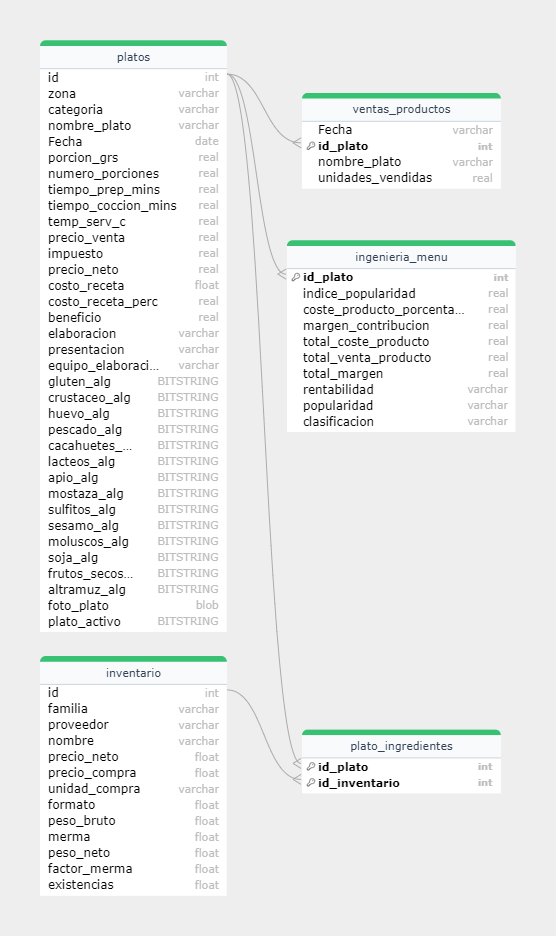 platos
id int
zona varchar
categoria varchar
nombre_plato varchar
Fecha date
porcion_grs real
numero_porciones real
tiempo_prep_mins real
tiempo_coccion_mins real
temp_serv_c real
precio_venta real
impuesto real
precio_neto real
costo_receta float
costo_receta_perc real
beneficio real
elaboracion varchar
presentacion varchar
equipo_elaboraci... varchar
gluten_alg BITSTRING
crustaceo_alg BITSTRING
huevo_alg BITSTRING
pescado_alg BITSTRING
cacahuetes_... BITSTRING
lacteos_alg BITSTRING
apio_alg BITSTRING
mostaza_alg BITSTRING
sulfitos_alg BITSTRING
sesamo_alg BITSTRING
moluscos_alg BITSTRING
soja_alg BITSTRING
frutos_secos... BITSTRING
altramuz_alg BITSTRING
foto_plato blob
plato_activo BITSTRING
ventas_productos
Fecha varchar
id_plato int
nombre_plato varchar
unidades_vendidas real
ingenieria_menu
id_plato int
indice_popularidad real
coste_producto_porcenta... real
margen_contribucion real
total_coste_producto real
total_venta_producto real
total_margen real
rentabilidad varchar
popularidad varchar
clasificacion varchar
inventario
id int
familia varchar
proveedor varchar
nombre varchar
precio_neto float
precio_compra float
unidad_compra varchar
formato float
peso_bruto float
merma float
peso_neto float
factor_merma float
existencias float
plato_ingredientes
id_plato int
id_inventario int